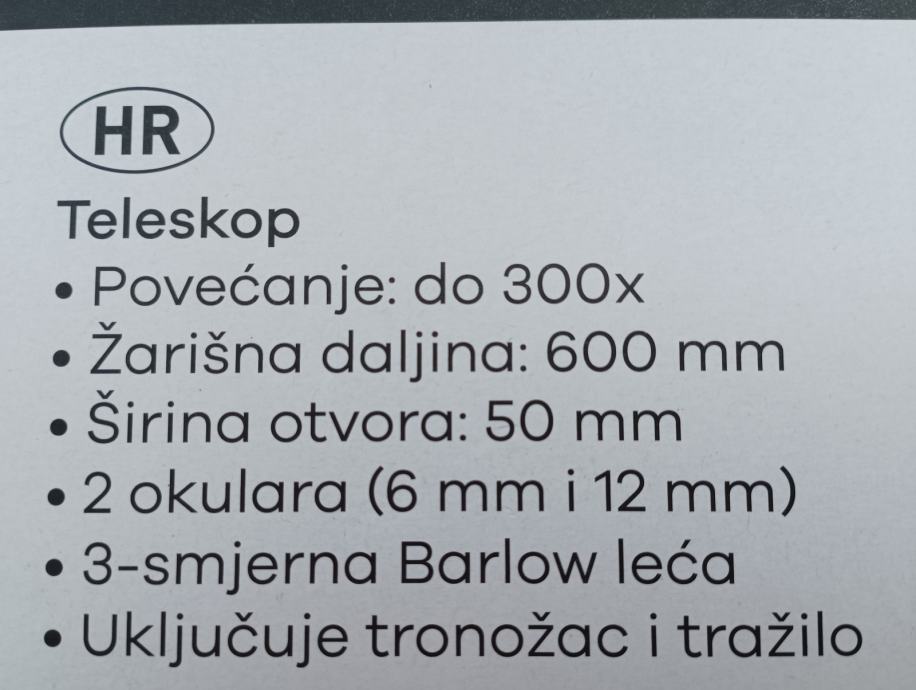 HR
Teleskop
• Povećanje: do 300x
• Žarišna daljina: 600 mm
• Širina otvora: 50 mm
• 2 okulara (6 mm i 12 mm)
• 3-smjerna Barlow leća
• Uključuje tronožac i tražilo